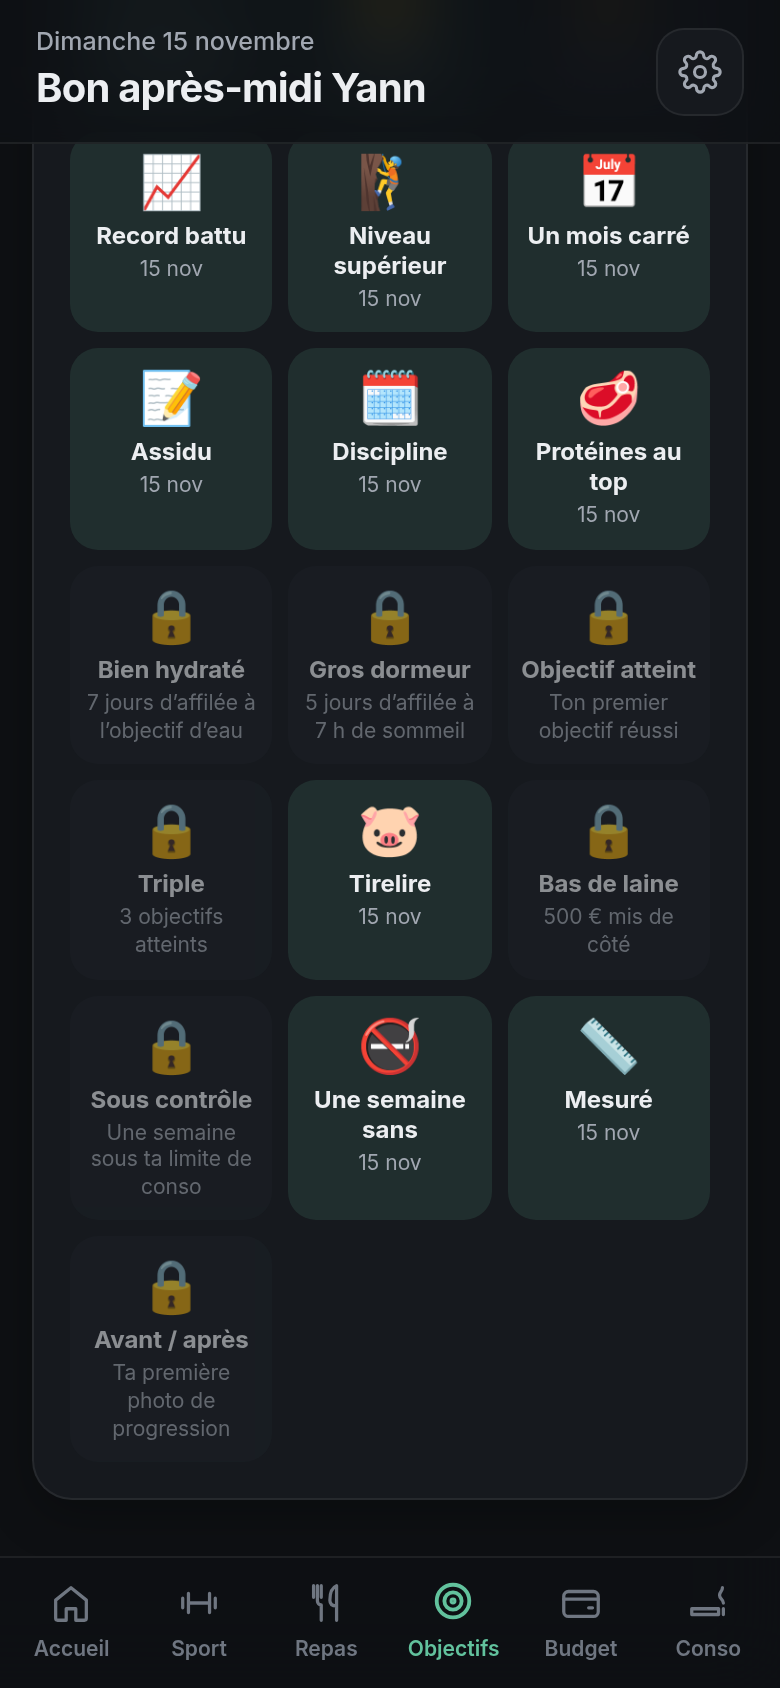 Dimanche 15 novembre
Bon après-midi Yann
July
17
Record battu
15 nov
Niveau
supérieur
15 nov
Un mois carré
15 nov
Assidu
15 nov
Discipline
15 nov
Protéines au
top
15 nov
Bien hydraté
7 jours d’affilée à
l’objectif d’eau
Gros dormeur
5 jours d’affilée à
7 h de sommeil
Objectif atteint
Ton premier
objectif réussi
Triple
3 objectifs
atteints
Tirelire
15 nov
Bas de laine
500 € mis de
côté
Sous contrôle
Une semaine
sous ta limite de
conso
Une semaine
sans
15 nov
Mesuré
15 nov
Avant / après
Ta première
photo de
progression
Accueil
Sport
Repas
Objectifs
Budget
Conso